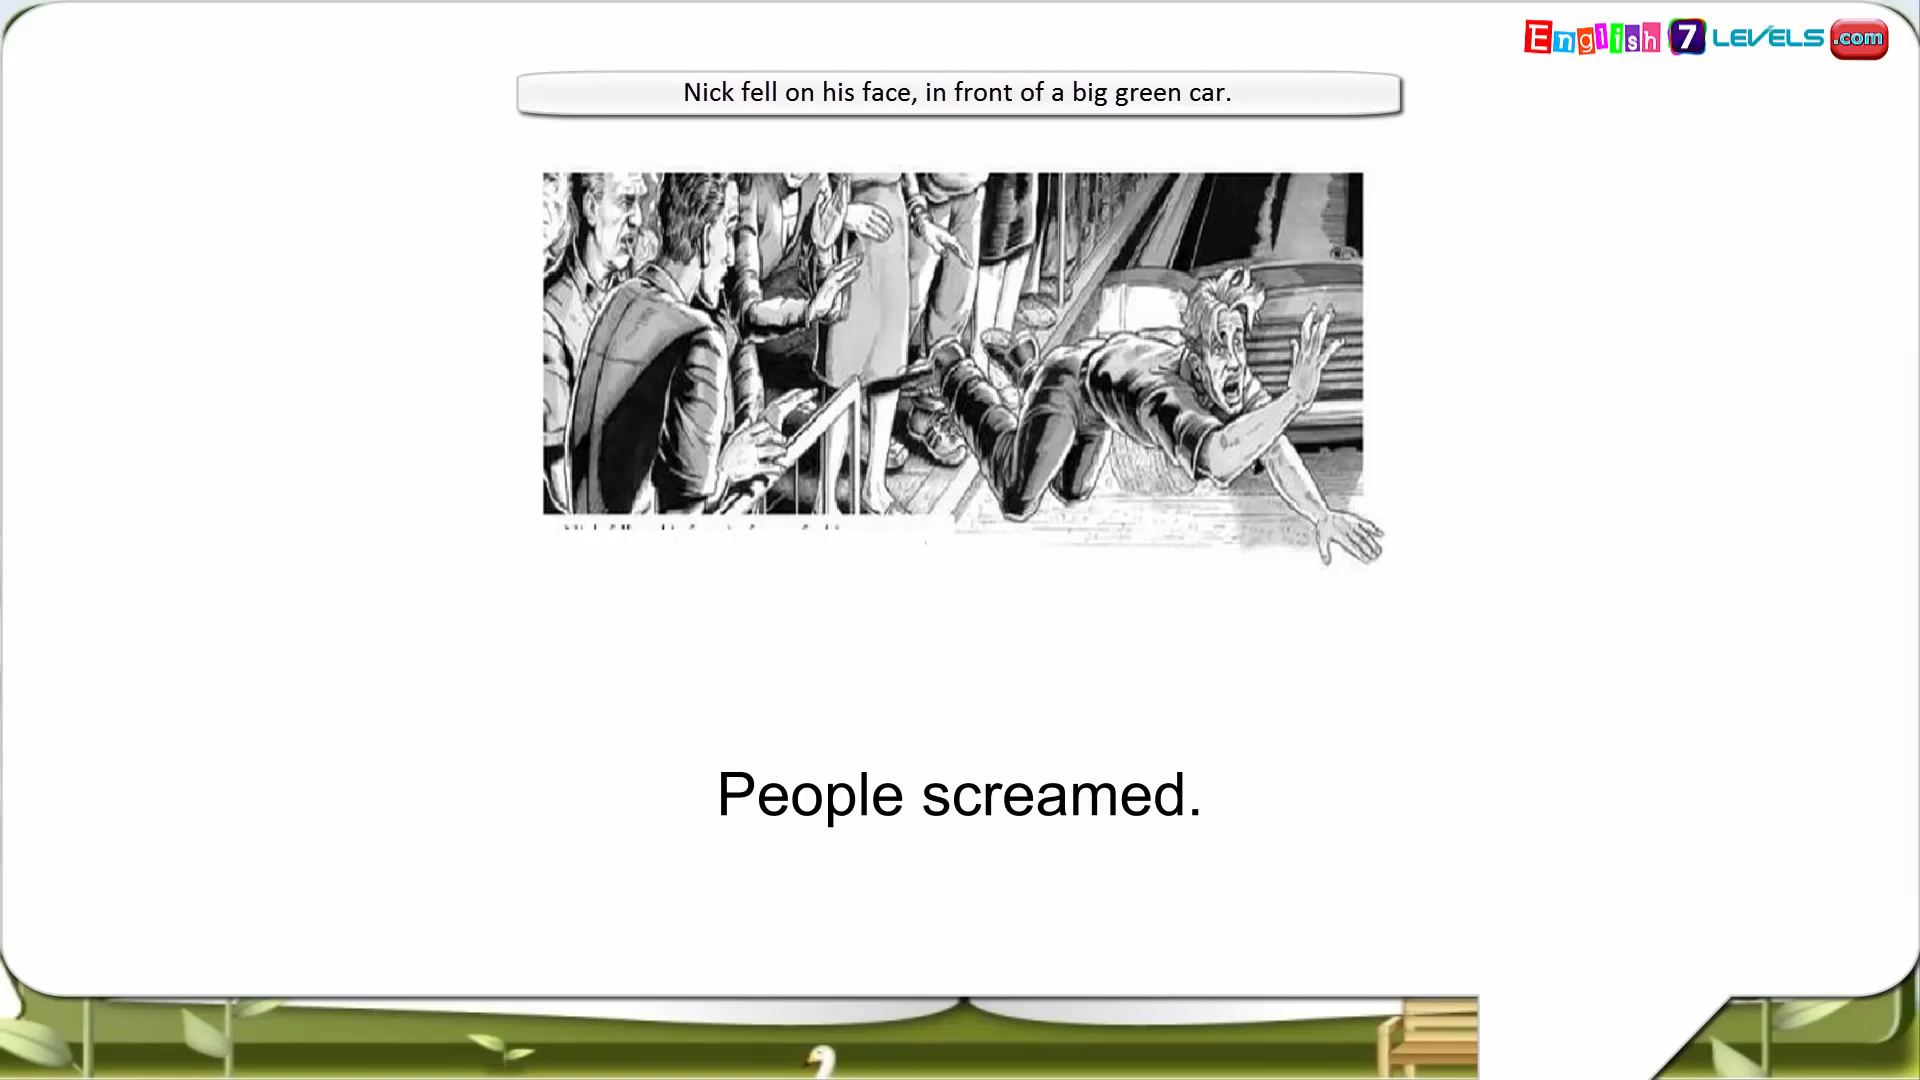 English 7 LEVELS .com
Nick fell on his face, in front of a big green car.
People screamed.